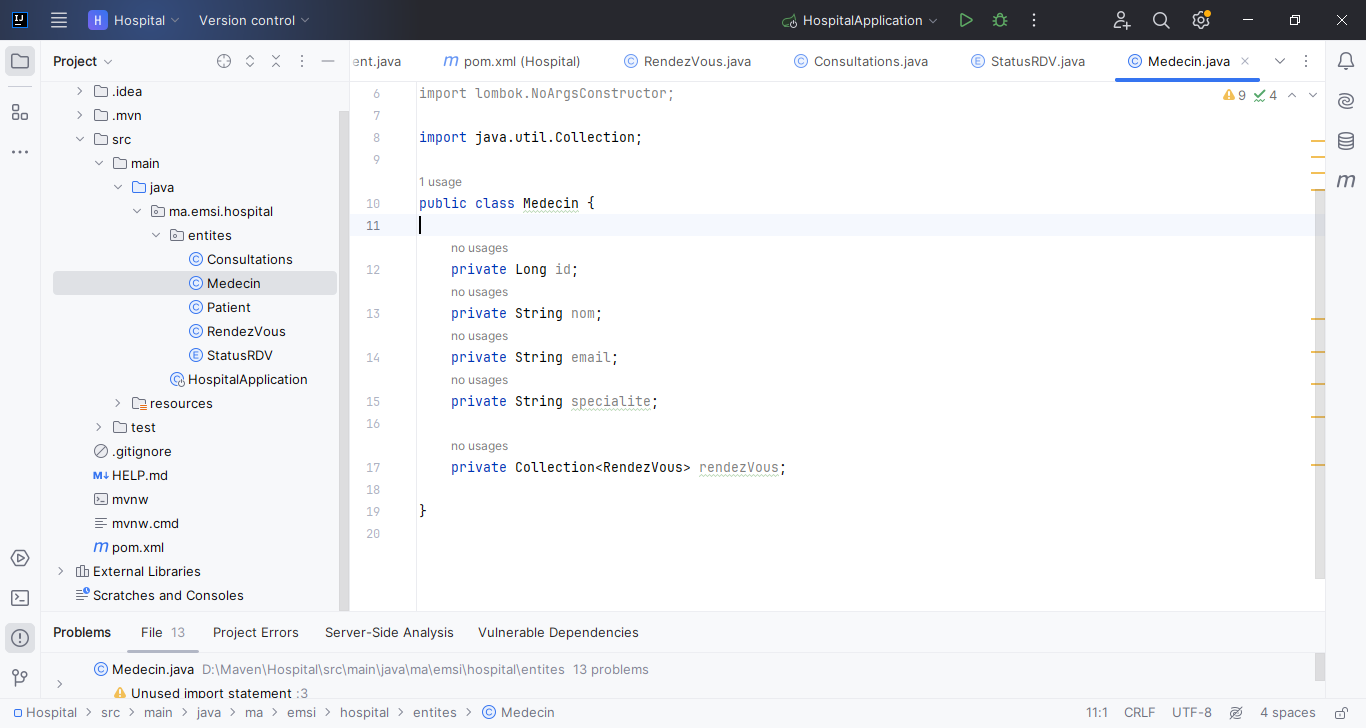 H Hospital Version control HospitalApplication
Project
ent.java pom.xml (Hospital) RendezVous.java Consultations.java StatusRDV.java Medecin.java
.idea
.mvn
src
main
java
ma.emsi.hospital
entites
Consultations
Medecin
Patient
RendezVous
StatusRDV
HospitalApplication
resources
test
.gitignore
HELP.md
mvnw
mvnw.cmd
pom.xml
External Libraries
Scratches and Consoles
9 4
6 import lombok.NoArgsConstructor;
7
8 import java.util.Collection;
9
1 usage
10 public class Medecin {
11
no usages
12 private Long id;
no usages
13 private String nom;
no usages
14 private String email;
no usages
15 private String specialite;
16
no usages
17 private Collection<RendezVous> rendezVous;
18
19 }
20
Problems File 13 Project Errors Server-Side Analysis Vulnerable Dependencies
Medecin.java D:\Maven\Hospital\src\main\java\ma\emsi\hospital\entites 13 problems
Unused import statement :3
Hospital > src > main > java > ma > emsi > hospital > entites > Medecin 11:1 CRLF UTF-8 4 spaces